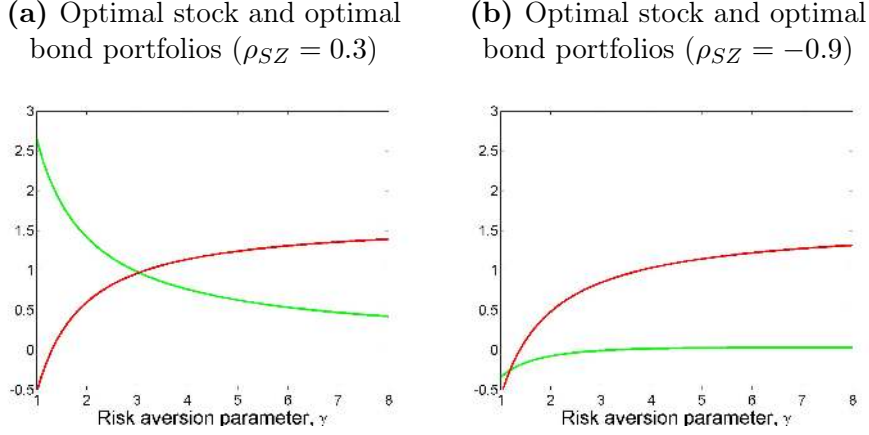 (a) Optimal stock and optimal
bond portfolios (ρSZ = 0.3)
3
2.5
2
1.5
1
0.5
0
-0.5
1 2 3 4 5 6 7 8
Risk aversion parameter, γ
(b) Optimal stock and optimal
bond portfolios (ρSZ = −0.9)
3
2.5
2
1.5
1
0.5
0
-0.5
1 2 3 4 5 6 7 8
Risk aversion parameter, γ